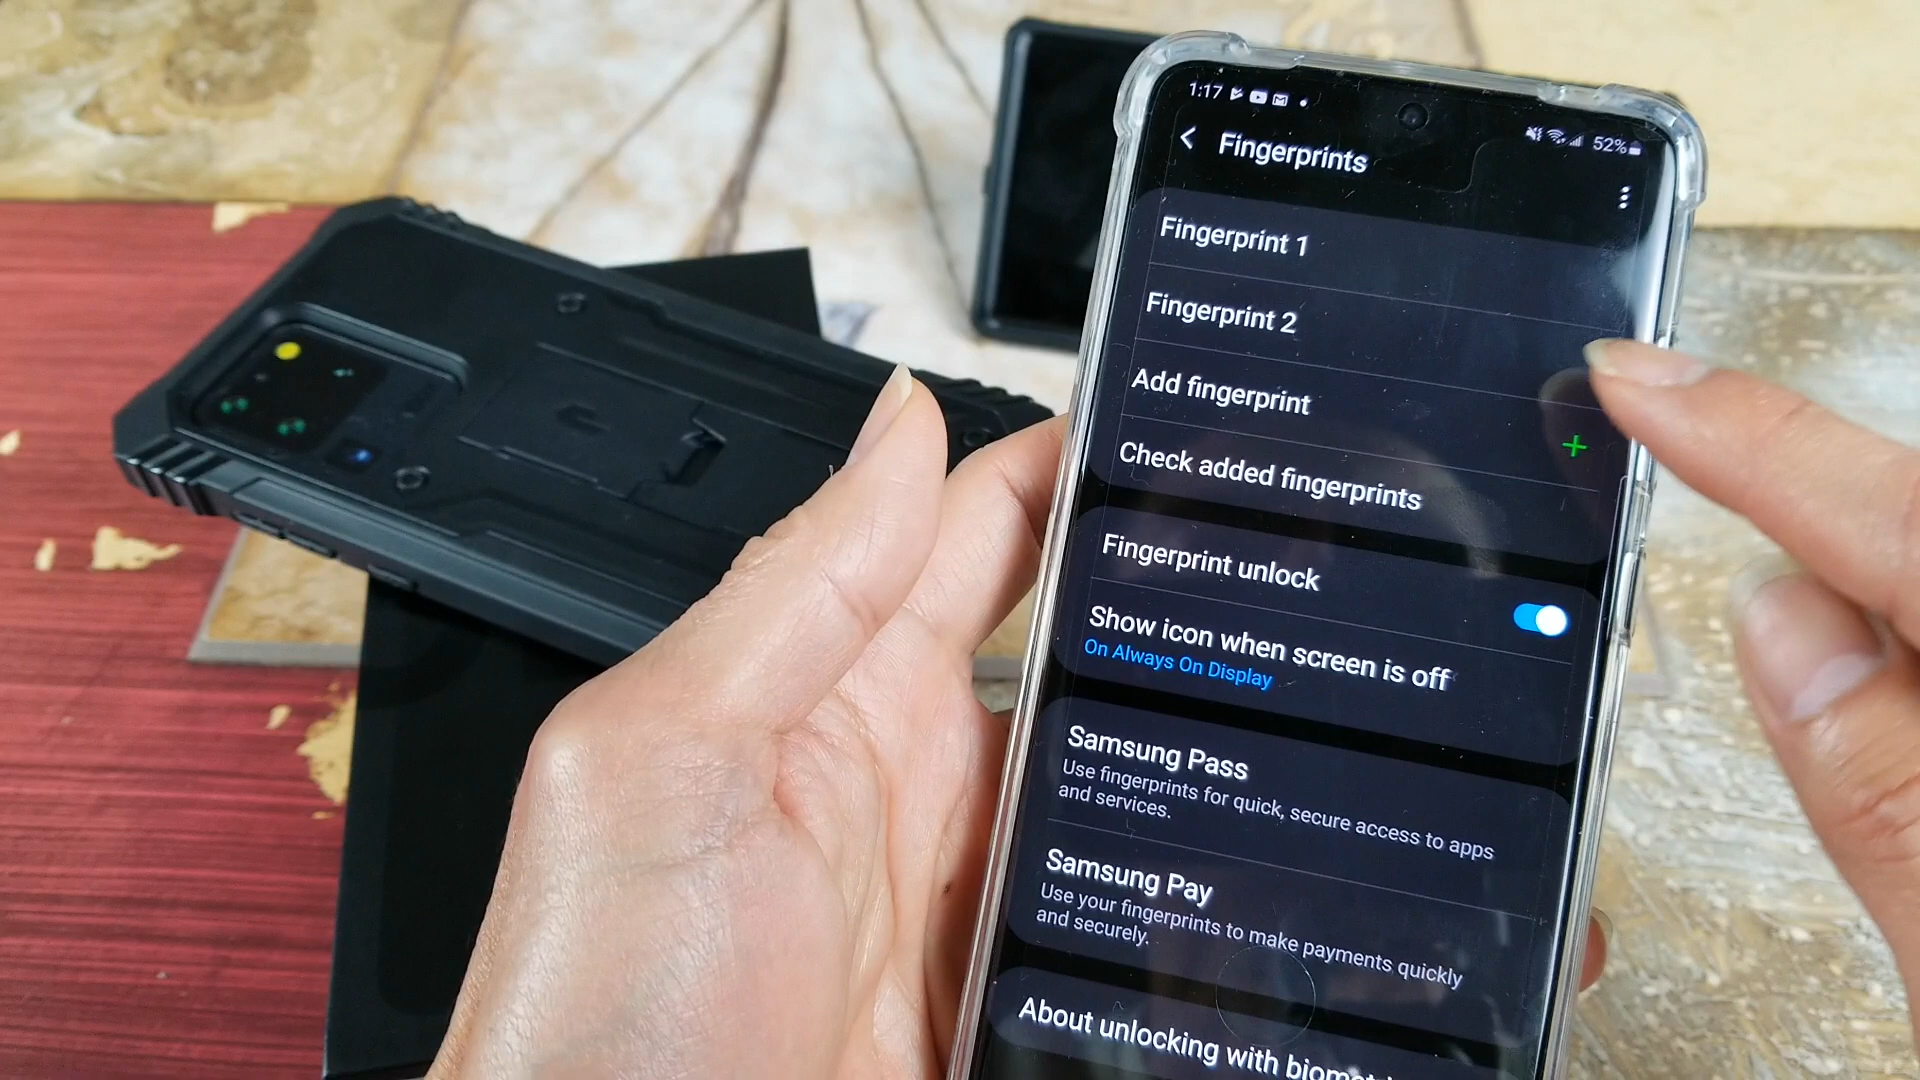 1:17
52%
Fingerprints
Fingerprint 1
Fingerprint 2
Add fingerprint
Check added fingerprints
Fingerprint unlock
Show icon when screen is off
On Always On Display
Samsung Pass
Use fingerprints for quick, secure access to apps
and services.
Samsung Pay
Use your fingerprints to make payments quickly
and securely.
About unlocking with